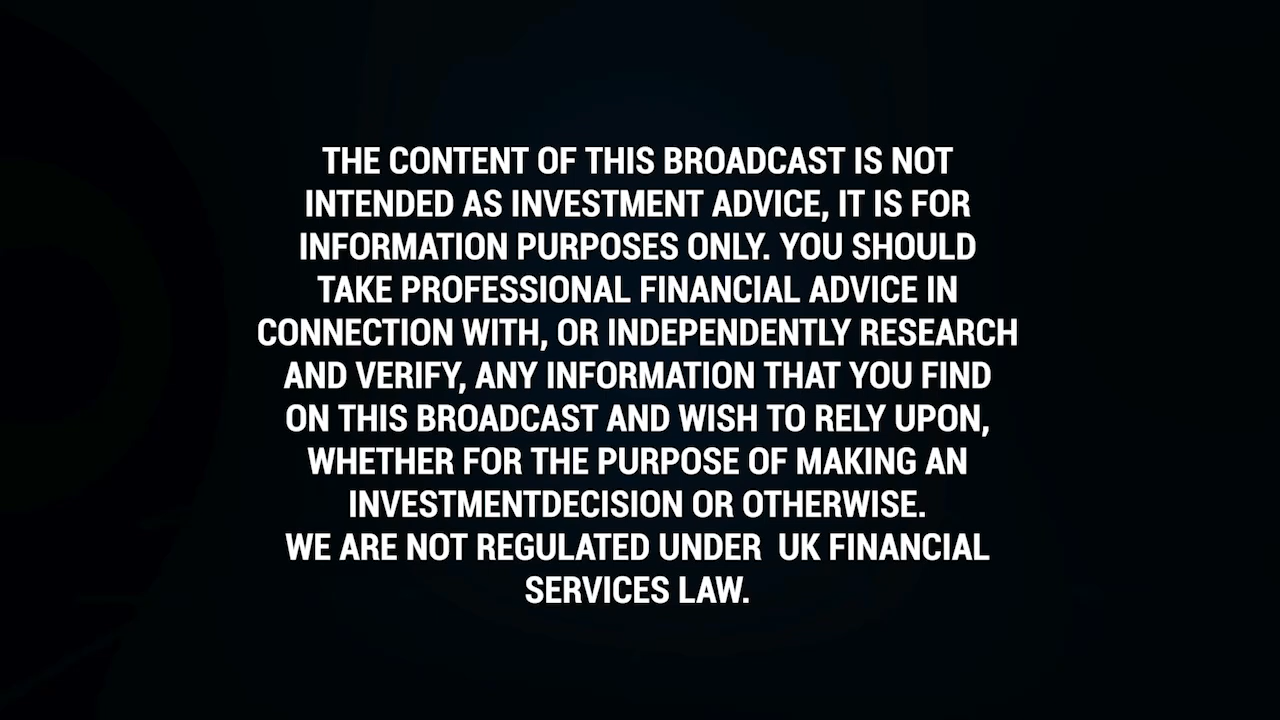 THE CONTENT OF THIS BROADCAST IS NOT
INTENDED AS INVESTMENT ADVICE, IT IS FOR
INFORMATION PURPOSES ONLY. YOU SHOULD
TAKE PROFESSIONAL FINANCIAL ADVICE IN
CONNECTION WITH, OR INDEPENDENTLY RESEARCH
AND VERIFY, ANY INFORMATION THAT YOU FIND
ON THIS BROADCAST AND WISH TO RELY UPON,
WHETHER FOR THE PURPOSE OF MAKING AN
INVESTMENTDECISION OR OTHERWISE.
WE ARE NOT REGULATED UNDER  UK FINANCIAL
SERVICES LAW.